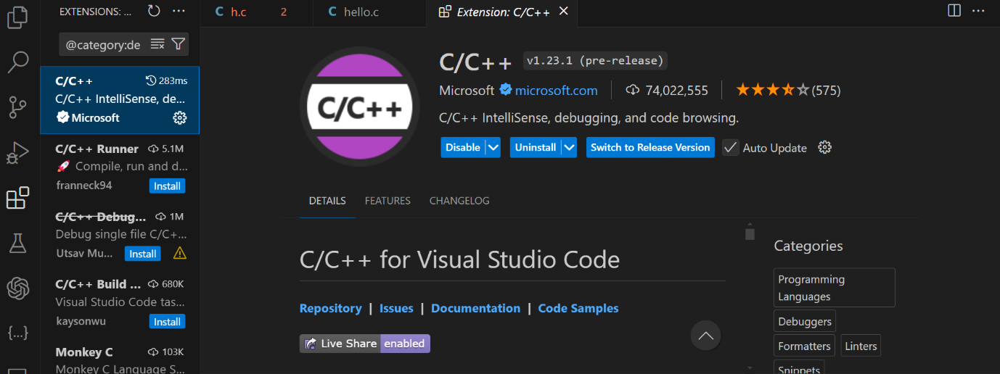 EXTENSIONS: ...
@category:de
C/C++ 283ms
C/C++ IntelliSense, de...
Microsoft
C/C++ Runner 5.1M
Compile, run and d...
franneck94 Install
C/C++ Debug... 1M
Debug single file C/C+...
Utsav Mu... Install
C/C++ Build ... 680K
Visual Studio Code tas...
kaysonwu Install
Monkey C 103K
Monkey C Language S...
C h.c 2
C hello.c
Extension: C/C++
C/C++
C/C++ v1.23.1 (pre-release)
Microsoft microsoft.com 74,022,555 (575)
C/C++ IntelliSense, debugging, and code browsing.
Disable Uninstall Switch to Release Version Auto Update
DETAILS FEATURES CHANGELOG
C/C++ for Visual Studio Code
Repository | Issues | Documentation | Code Samples
Live Share enabled
Categories
Programming
Languages
Debuggers
Formatters Linters
Snippets